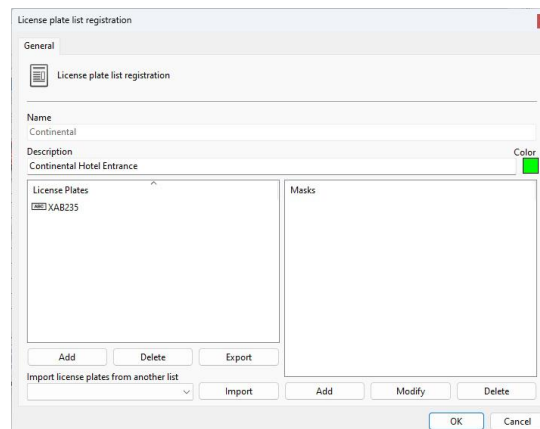 License plate list registration
General
License plate list registration
Name
Continental
Description
Color
Continental Hotel Entrance
License Plates
Masks
ABC XAB235
Add Delete Export
Import license plates from another list
Import Add Modify Delete
OK Cancel